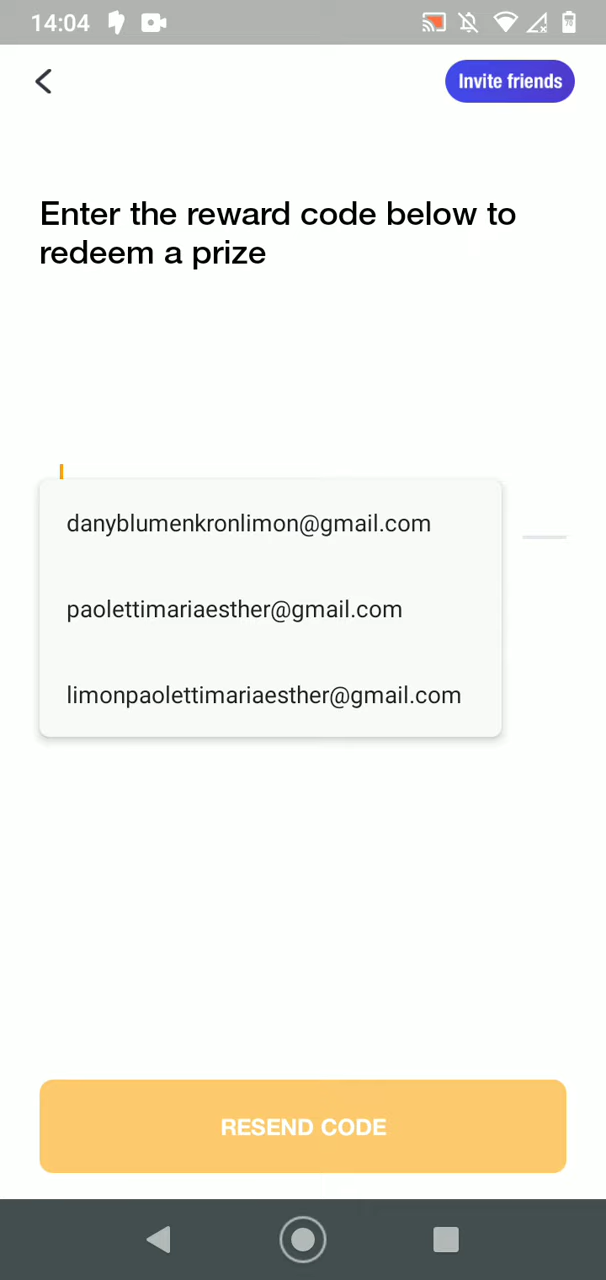 14:04
Invite friends
Enter the reward code below to
redeem a prize
danyblumenkronlimon@gmail.com
paolettimariaesther@gmail.com
limonpaolettimariaesther@gmail.com
RESEND CODE